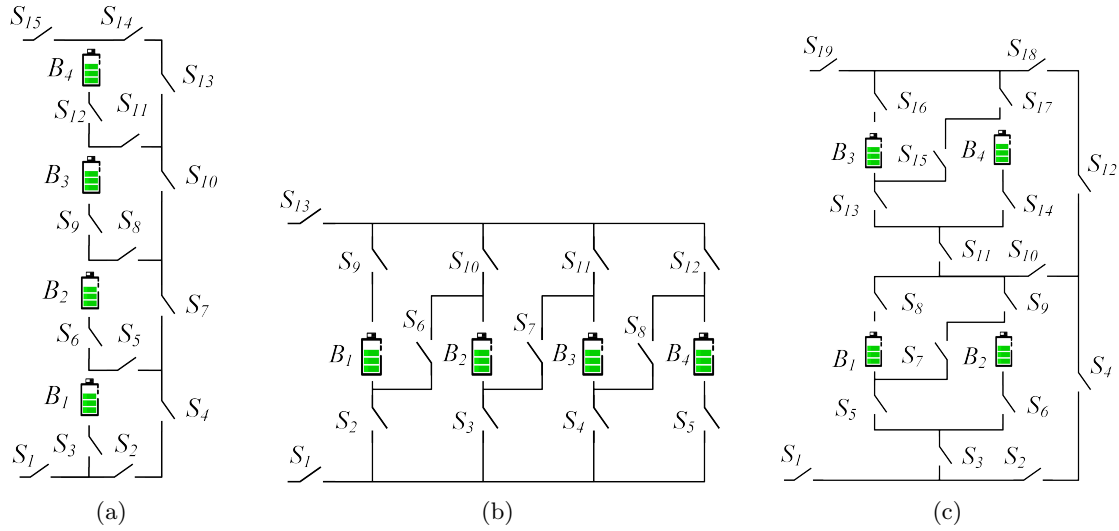 S15 S14
B4 S13
S12 S11
B3 S10
S9 S8
B2 S7
S6 S5
B1 S4
S3 S2
S1
(a)
S13
S9 S10 S11 S12
S6 S7 S8
B1 B2 B3 B4
S2 S3 S4 S5
S1
(b)
S19 S18
S16 S17
B3 S15 B4 S12
S13 S14
S11 S10
S8 S9
B1 S7 B2 S4
S5 S6
S3 S2
S1
(c)